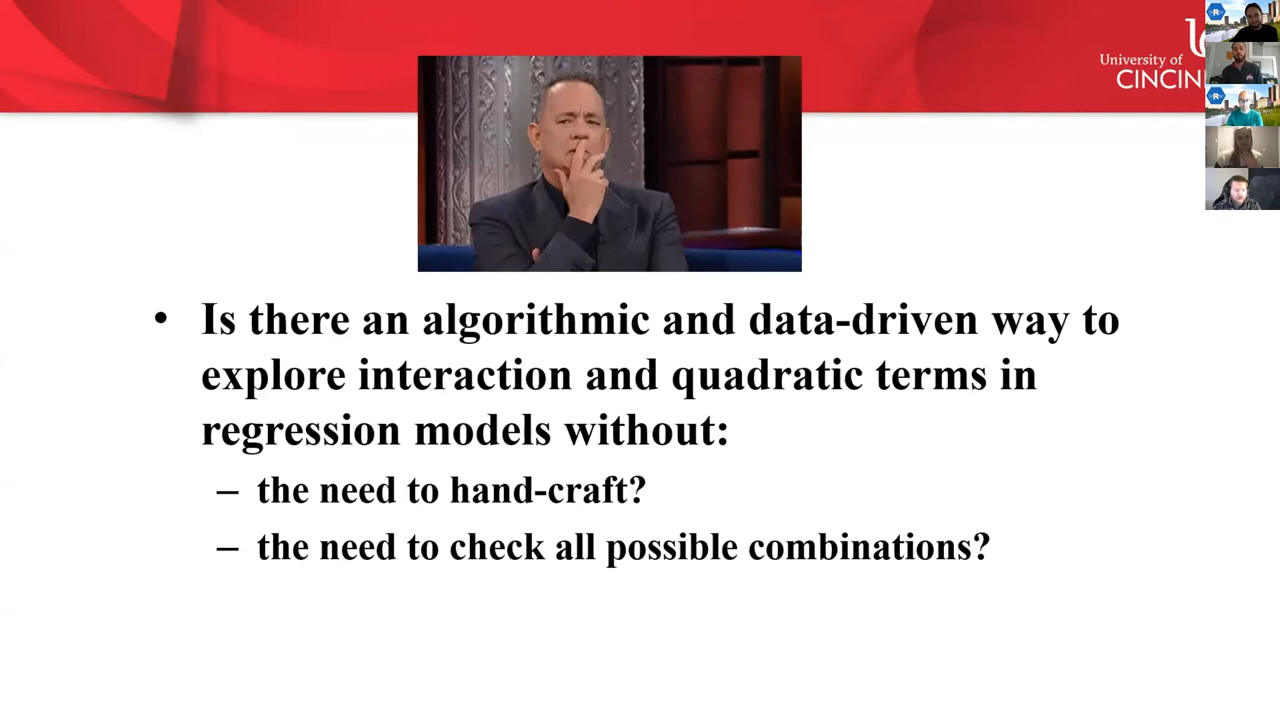 University of
CINCIN
• Is there an algorithmic and data-driven way to
explore interaction and quadratic terms in
regression models without:
– the need to hand-craft?
– the need to check all possible combinations?
R
R